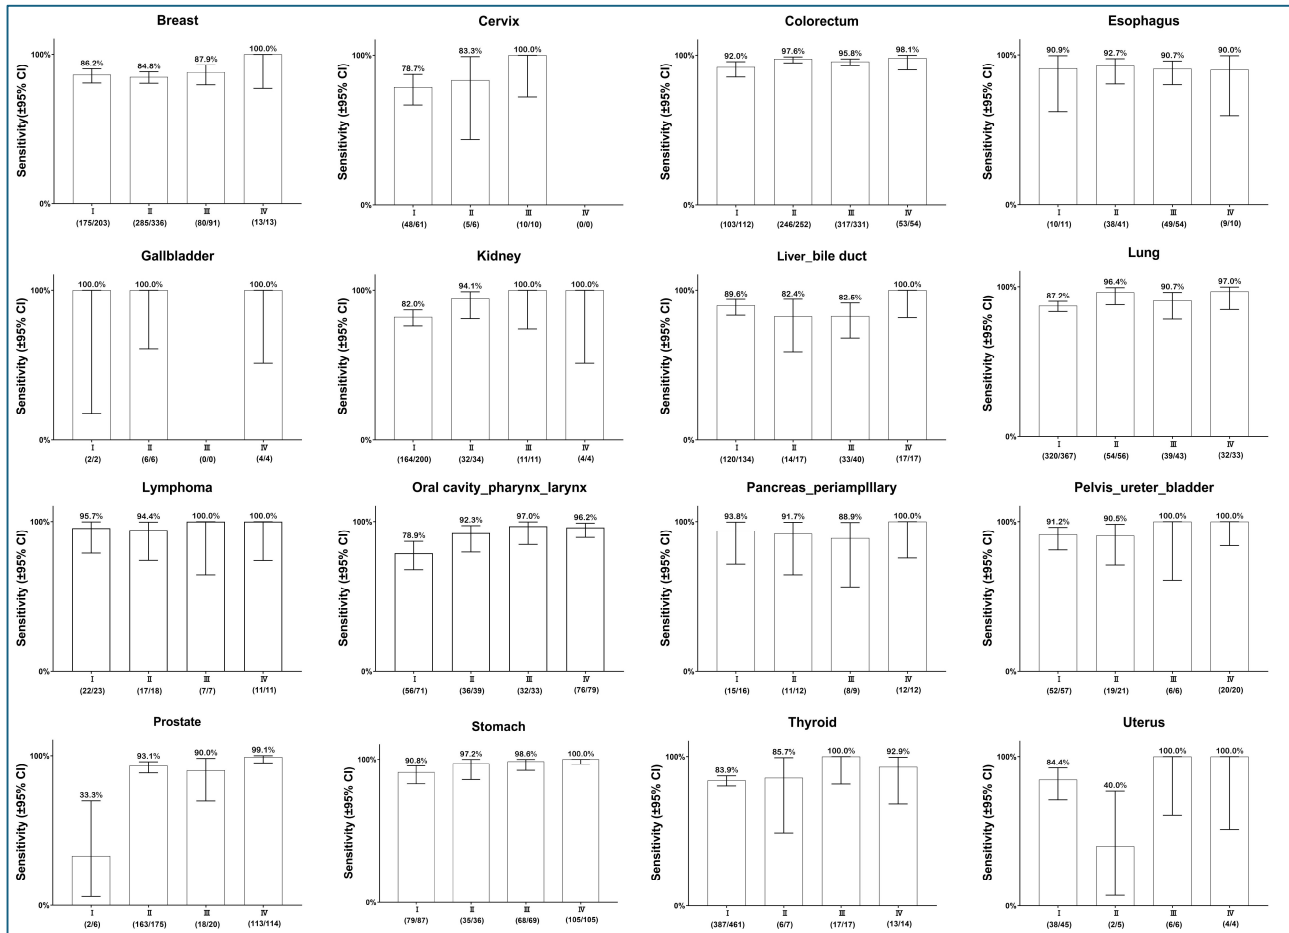 Breast
Sensitivity(±95% CI)
100%
0%
86.2%
84.8%
87.9%
100.0%
I
II
III
IV
(175/203)
(285/336)
(80/91)
(13/13)
Cervix
Sensitivity (±95% CI)
100%
0%
78.7%
83.3%
100.0%
I
II
III
IV
(48/61)
(5/6)
(10/10)
(0/0)
Colorectum
Sensitivity (±95% CI)
100%
0%
92.0%
97.6%
95.8%
98.1%
I
II
III
IV
(103/112)
(246/252)
(317/331)
(53/54)
Esophagus
Sensitivity (±95% CI)
100%
0%
90.9%
92.7%
90.7%
90.0%
I
II
III
IV
(10/11)
(38/41)
(49/54)
(9/10)
Gallbladder
Sensitivity (±95% CI)
100%
0%
100.0%
100.0%
100.0%
I
II
III
IV
(2/2)
(6/6)
(0/0)
(4/4)
Kidney
Sensitivity (±95% CI)
100%
0%
82.0%
94.1%
100.0%
100.0%
I
II
III
IV
(164/200)
(32/34)
(11/11)
(4/4)
Liver_bile duct
Sensitivity (±95% CI)
100%
0%
89.6%
82.4%
82.5%
100.0%
I
II
III
IV
(120/134)
(14/17)
(33/40)
(17/17)
Lung
Sensitivity (±95% CI)
100%
0%
87.2%
96.4%
90.7%
97.0%
I
II
III
IV
(320/367)
(54/56)
(39/43)
(32/33)
Lymphoma
Sensitivity (±95% CI)
100%
0%
95.7%
94.4%
100.0%
100.0%
I
II
III
IV
(22/23)
(17/18)
(7/7)
(11/11)
Oral cavity_pharynx_larynx
Sensitivity (±95% CI)
100%
0%
78.9%
92.3%
97.0%
96.2%
I
II
III
IV
(56/71)
(36/39)
(32/33)
(76/79)
Pancreas_periamplllary
Sensitivity (±95% CI)
100%
0%
93.8%
91.7%
88.9%
100.0%
I
II
III
IV
(15/16)
(11/12)
(8/9)
(12/12)
Pelvis_ureter_bladder
Sensitivity (±95% CI)
100%
0%
91.2%
90.5%
100.0%
100.0%
I
II
III
IV
(52/57)
(19/21)
(6/6)
(20/20)
Prostate
Sensitivity (±95% CI)
100%
0%
33.3%
93.1%
90.0%
99.1%
I
II
III
IV
(2/6)
(163/175)
(18/20)
(113/114)
Stomach
Sensitivity (±95% CI)
100%
0%
90.8%
97.2%
98.6%
100.0%
I
II
III
IV
(79/87)
(35/36)
(68/69)
(105/105)
Thyroid
Sensitivity (±95% CI)
100%
0%
83.9%
85.7%
100.0%
92.9%
I
II
III
IV
(387/461)
(6/7)
(17/17)
(13/14)
Uterus
Sensitivity (±95% CI)
100%
0%
84.4%
40.0%
100.0%
100.0%
I
II
III
IV
(38/45)
(2/5)
(6/6)
(4/4)